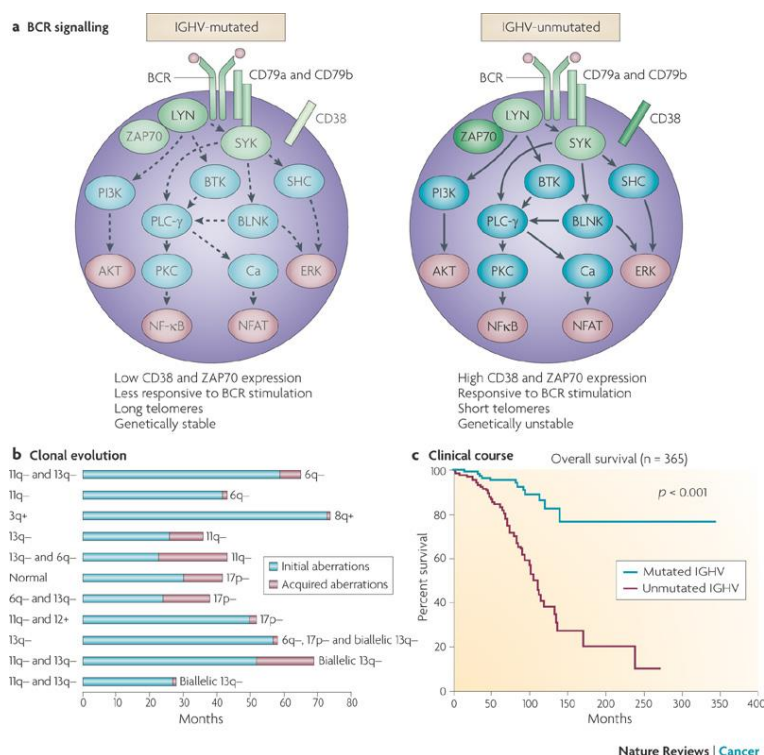 a BCR signalling
IGHV-mutated
BCR
CD79a and CD79b
CD38
LYN
ZAP70
SYK
PI3K
BTK
SHC
PLC-γ
BLNK
AKT
PKC
Ca
ERK
NF-κB
NFAT
Low CD38 and ZAP70 expression
Less responsive to BCR stimulation
Long telomeres
Genetically stable
IGHV-unmutated
BCR
CD79a and CD79b
CD38
LYN
ZAP70
SYK
PI3K
BTK
SHC
PLC-γ
BLNK
AKT
PKC
Ca
ERK
NFκB
NFAT
High CD38 and ZAP70 expression
Responsive to BCR stimulation
Short telomeres
Genetically unstable
b Clonal evolution
11q– and 13q– 6q–
11q– 6q–
3q+ 8q+
13q– 11q–
13q– and 6q– 11q–
Normal 17p–
6q– and 13q– 17p–
11q– and 12+ 17p–
13q– 6q–, 17p– and biallelic 13q–
11q– and 13q– Biallelic 13q–
11q– and 13q– Biallelic 13q–
Initial aberrations
Acquired aberrations
0 10 20 30 40 50 60 70 80
Months
c Clinical course
Overall survival (n = 365)
p < 0.001
Mutated IGHV
Unmutated IGHV
Percent survival
100
80
60
40
20
0
0 50 100 150 200 250 300 350 400
Months
Nature Reviews | Cancer